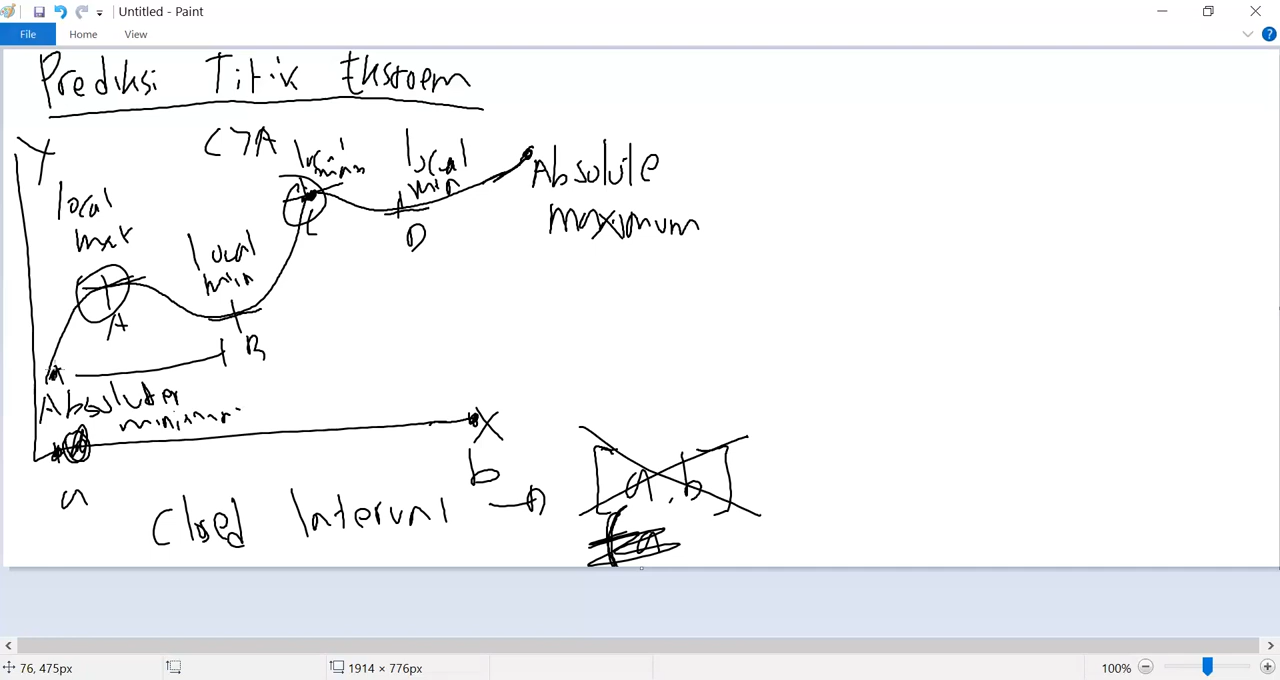 Untitled - Paint
File Home View
Prediksi Titik Ekstrem
Y
C>A
local
max
local
min
local
max
local
min
Absolute
maximum
A
B
C
D
Absolute
minimum
X
a
b
Closed Interval →
[a, b]
(a
76, 475px
1914 × 776px
100%